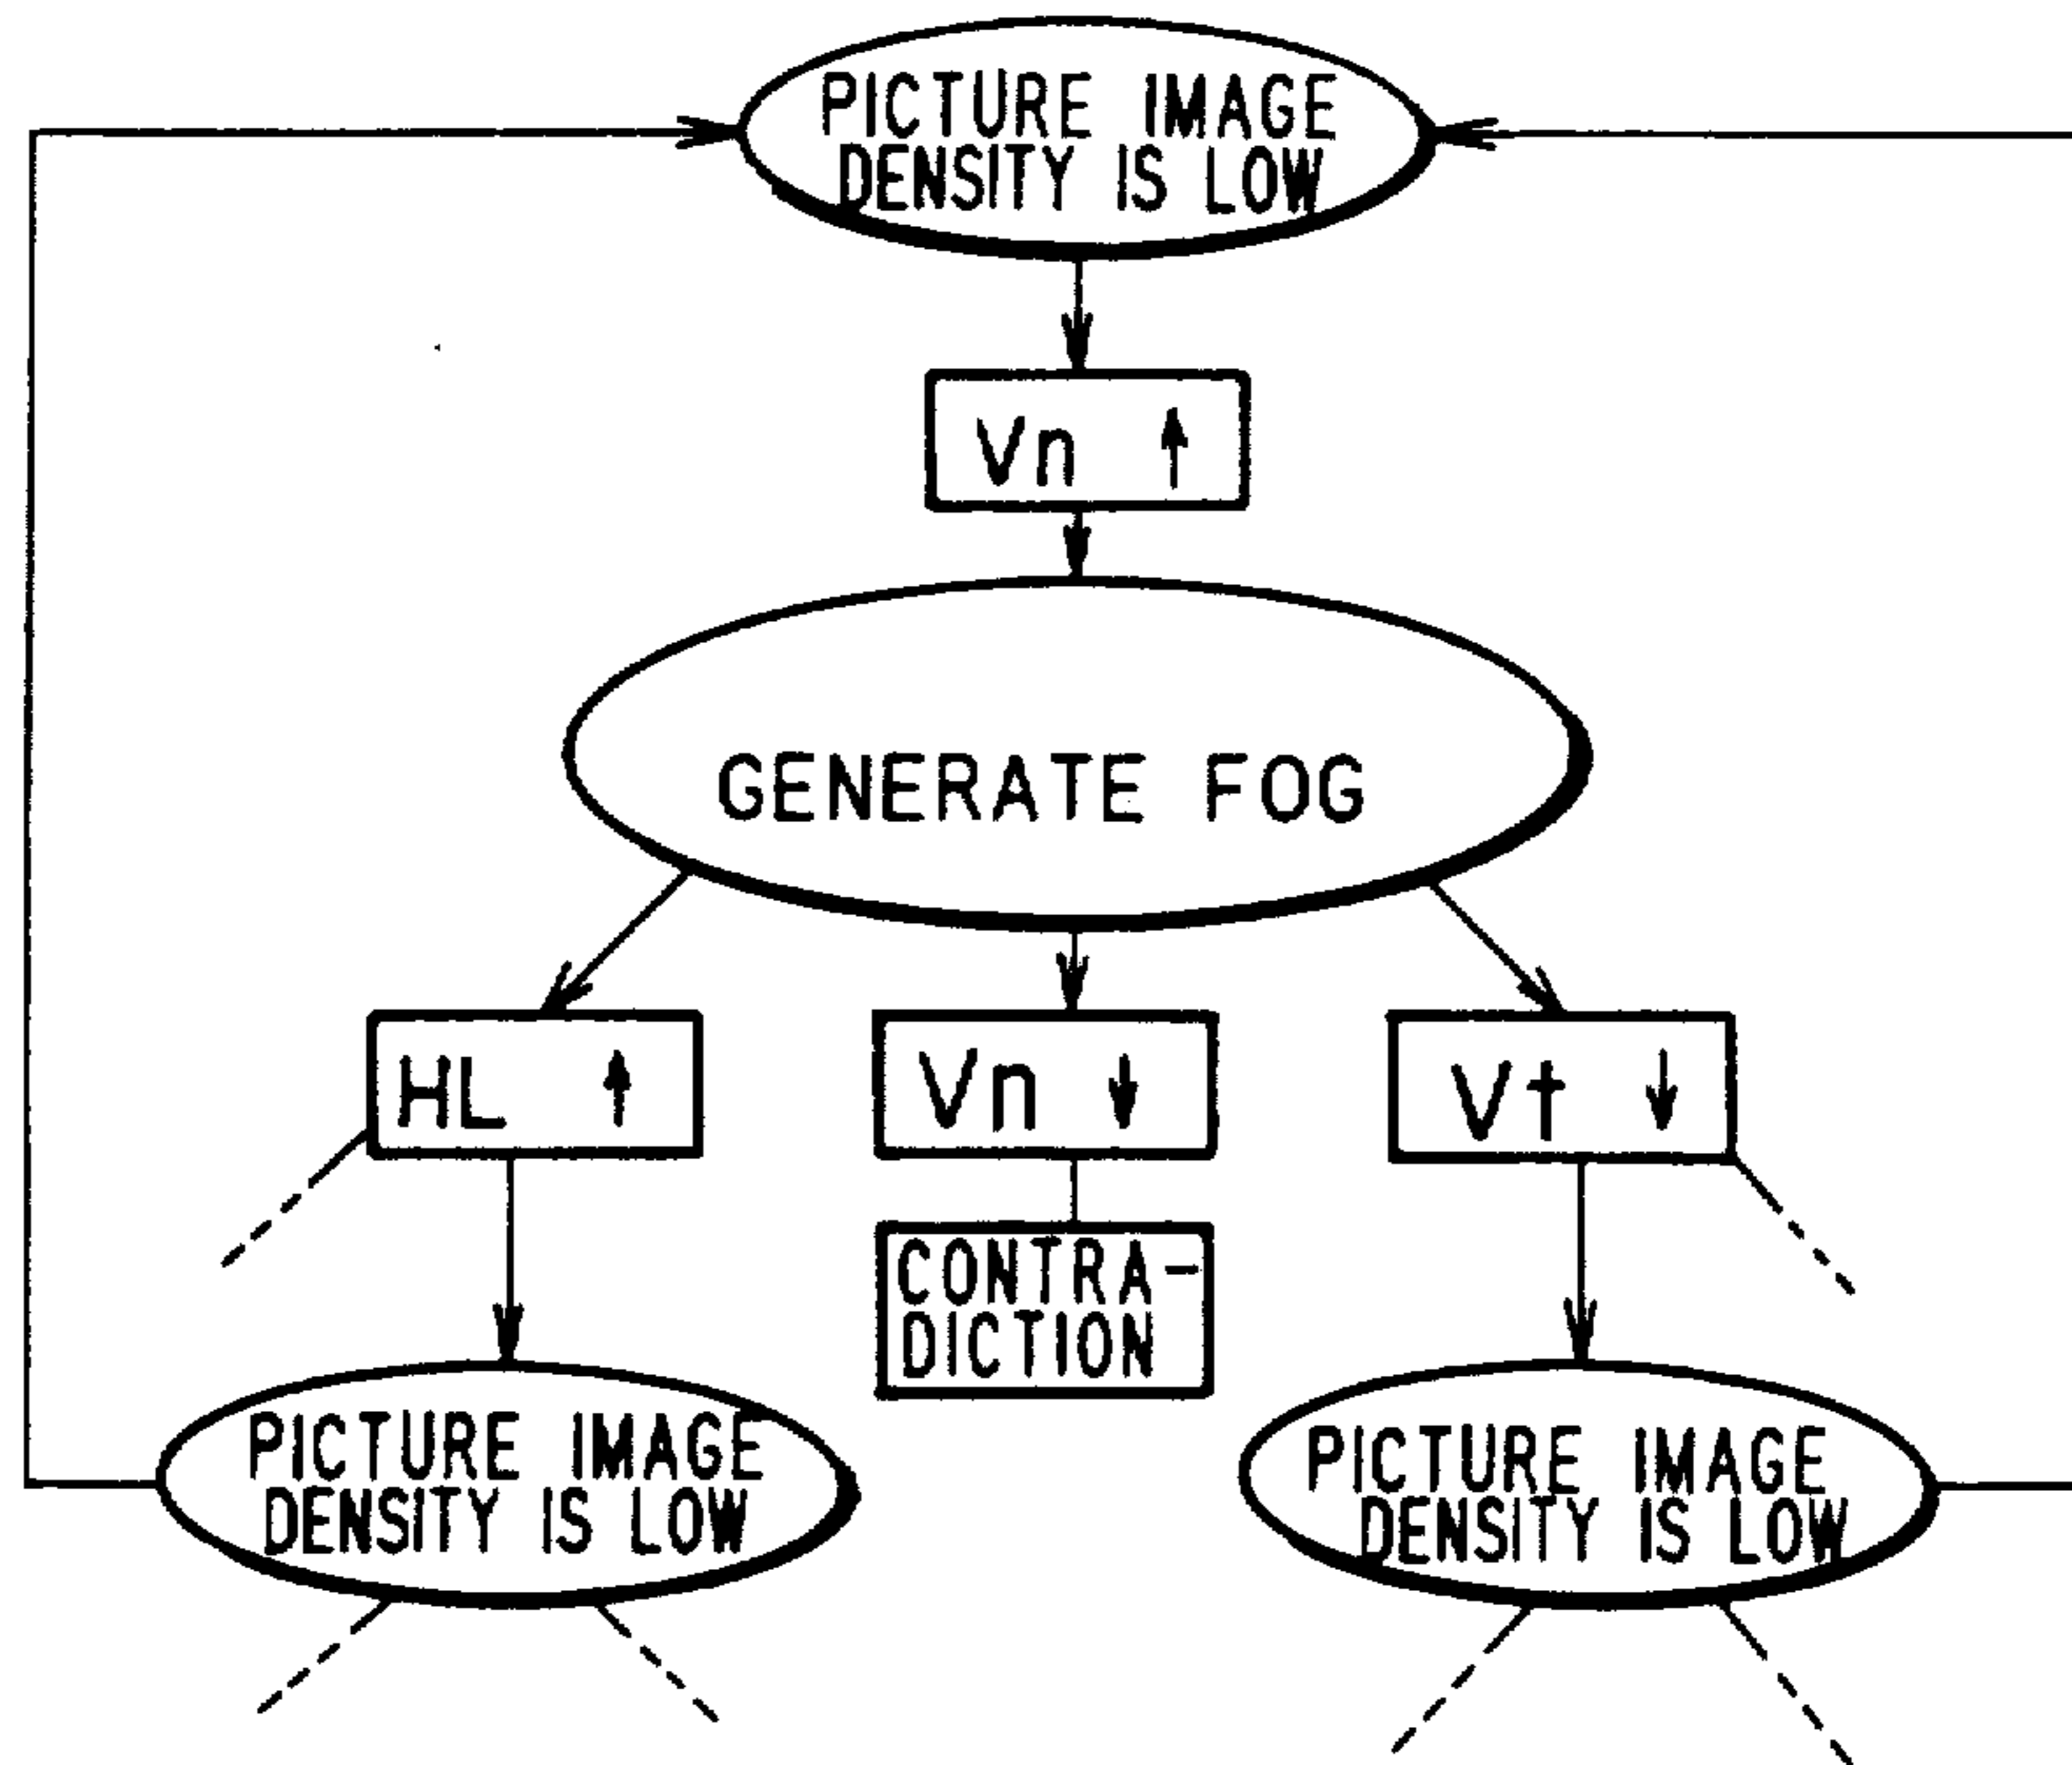 PICTURE IMAGE
DENSITY IS LOW
Vn ↑
GENERATE FOG
HL ↑
Vn ↓
Vt ↓
CONTRA-
DICTION
PICTURE IMAGE
DENSITY IS LOW
PICTURE IMAGE
DENSITY IS LOW